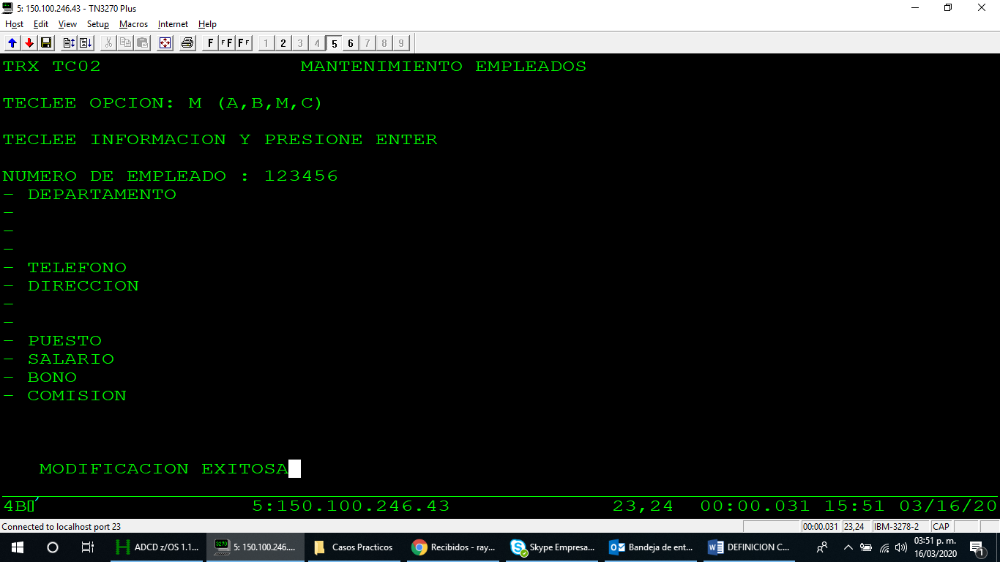 5: 150.100.246.43 - TN3270 Plus
Host Edit View Setup Macros Internet Help
F FF FF 1 2 3 4 5 6 7 8 9
TRX TC02 MANTENIMIENTO EMPLEADOS
TECLEE OPCION: M (A,B,M,C)
TECLEE INFORMACION Y PRESIONE ENTER
NUMERO DE EMPLEADO : 123456
- DEPARTAMENTO
-
-
-
- TELEFONO
- DIRECCION
-
-
- PUESTO
- SALARIO
- BONO
- COMISION
MODIFICACION EXITOSA
4B 5:150.100.246.43 23,24 00:00.031 15:51 03/16/20
Connected to localhost port 23 00:00.031 23,24 IBM-3278-2 CAP
ADCD z/OS 1.1... 5: 150.100.246.... Casos Practicos Recibidos - ray... Skype Empresa... Bandeja de ent... DEFINICION C... 03:51 p. m.
16/03/2020 1